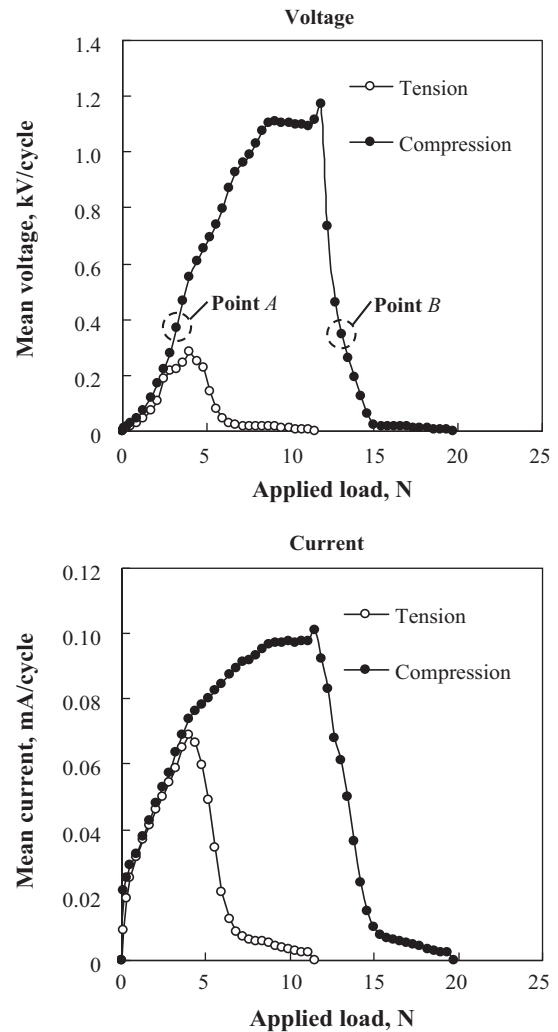 Voltage
Mean voltage, kV/cycle
1.4
1.2
1.0
0.8
0.6
0.4
0.2
0
Tension
Compression
Point A
Point B
0 5 10 15 20 25
Applied load, N
Current
Mean current, mA/cycle
0.12
0.10
0.08
0.06
0.04
0.02
0
Tension
Compression
0 5 10 15 20 25
Applied load, N